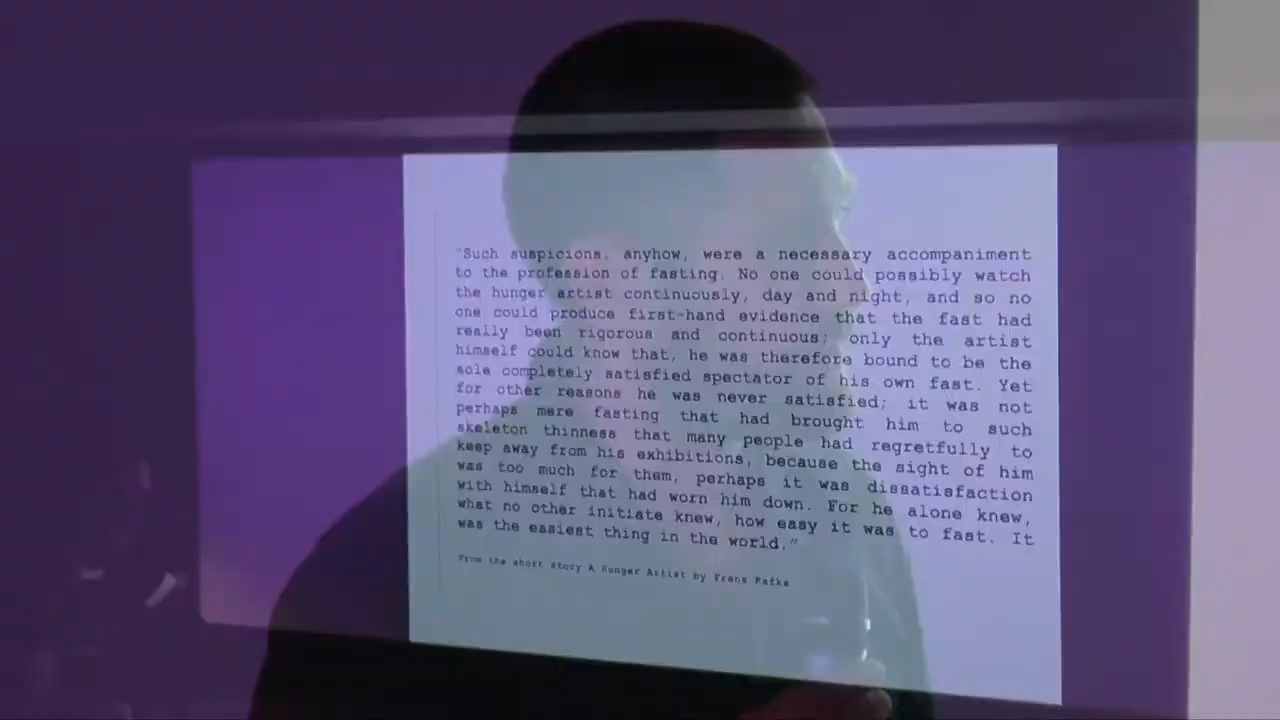 "Such suspicions, anyhow, were a necessary accompaniment
to the profession of fasting. No one could possibly watch
the hunger artist continuously, day and night, and so no
one could produce first-hand evidence that the fast had
really been rigorous and continuous; only the artist
himself could know that, he was therefore bound to be the
sole completely satisfied spectator of his own fast. Yet
for other reasons he was never satisfied; it was not
perhaps mere fasting that had brought him to such
skeleton thinness that many people had regretfully to
keep away from his exhibitions, because the sight of him
was too much for them, perhaps it was dissatisfaction
with himself that had worn him down. For he alone knew,
what no other initiate knew, how easy it was to fast. It
was the easiest thing in the world."
From the short story A Hunger Artist by Franz Kafka